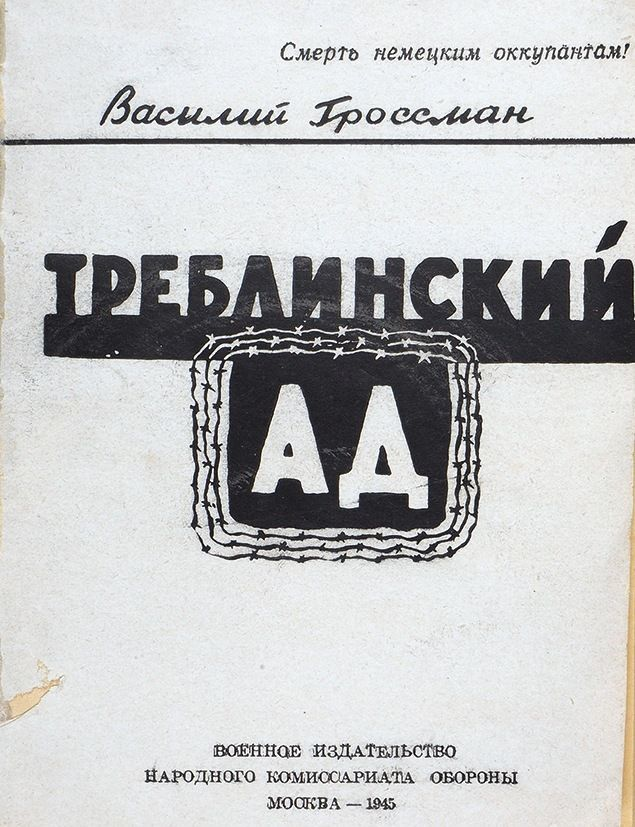 Смерть немецким оккупантам!
Василий Гроссман
ТРЕБЛИНСКИЙ
АД
ВОЕННОЕ ИЗДАТЕЛЬСТВО
НАРОДНОГО КОМИССАРИАТА ОБОРОНЫ
МОСКВА — 1945